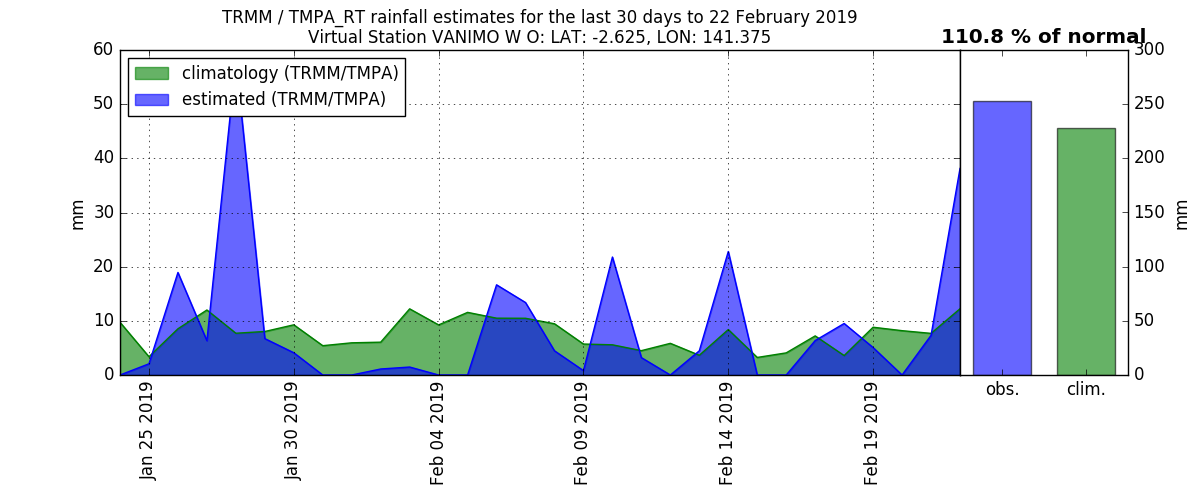 TRMM / TMPA_RT rainfall estimates for the last 30 days to 22 February 2019
Virtual Station VANIMO W O: LAT: -2.625, LON: 141.375
110.8 % of normal
climatology (TRMM/TMPA)
estimated (TRMM/TMPA)
60
50
40
30
20
10
0
mm
300
250
200
150
100
50
0
mm
Jan 25 2019
Jan 30 2019
Feb 04 2019
Feb 09 2019
Feb 14 2019
Feb 19 2019
obs.
clim.